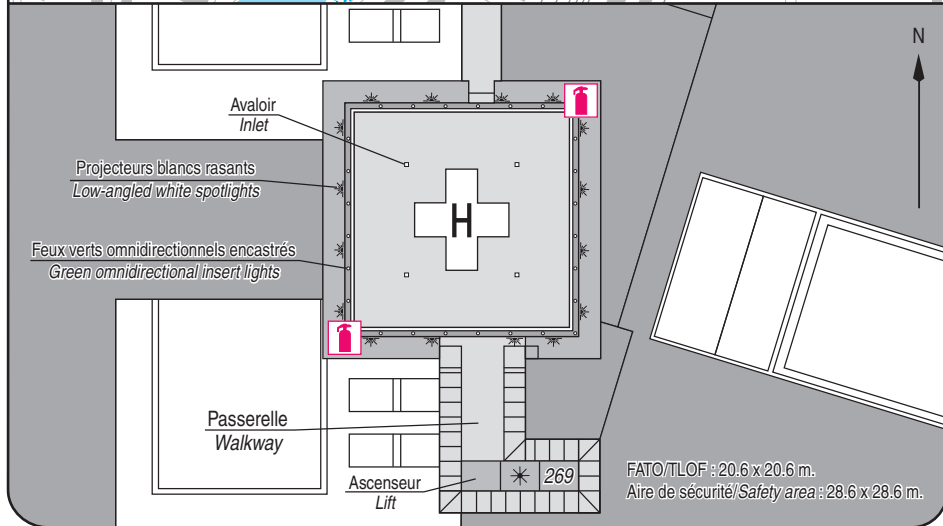 N
Avaloir
Inlet
Projecteurs blancs rasants
Low-angled white spotlights
H
Feux verts omnidirectionnels encastrés
Green omnidirectional insert lights
Passerelle
Walkway
Ascenseur
Lift
269
FATO/TLOF : 20.6 x 20.6 m.
Aire de sécurité/Safety area : 28.6 x 28.6 m.